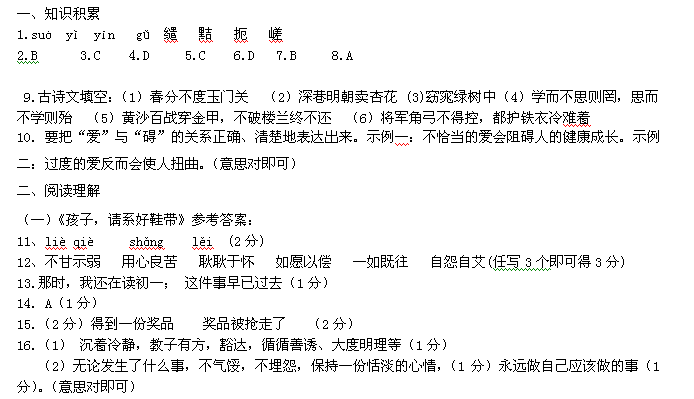 一、知识积累
1.suó yì yín gǔ 缱 黠 扼 嵯
2.B 3.C 4.D 5.C 6.D 7.B 8.A
9.古诗文填空：（1）春分不度玉门关 （2）深巷明朝卖杏花 (3)窈窕绿树中（4）学而不思则罔，思而
不学则殆 （5）黄沙百战穿金甲，不破楼兰终不还 （6）将军角弓不得控，都护铁衣冷难着
10. 要把“爱”与“碍”的关系正确、清楚地表达出来。示例一：不恰当的爱会阻碍人的健康成长。示例
二：过度的爱反而会使人扭曲。（意思对即可）
二、阅读理解
（一）《孩子，请系好鞋带》参考答案：
11、liè qiè shǎng lěi （2分）
12、不甘示弱 用心良苦 耿耿于怀 如愿以偿 一如既往 自怨自艾(任写3个即可得3分)
13.那时，我还在读初一； 这件事早已过去（1分）
14. A（1分）
15.（2分）得到一份奖品 奖品被抢走了 （2分）
16.（1） 沉着冷静，教子有方，豁达，循循善诱、大度明理等（1分）
（2）无论发生了什么事，不气馁，不埋怨，保持一份恬淡的心情，（1分）永远做自己应该做的事（1
分）。（意思对即可）